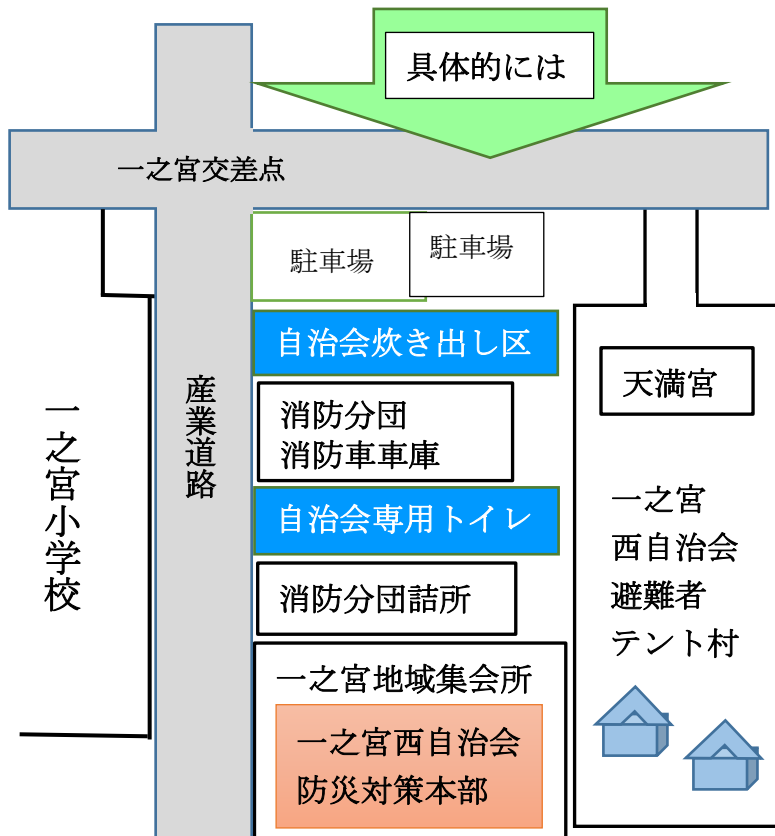 具体的には
一之宮交差点
駐車場
駐車場
自治会炊き出し区
天満宮
産業道路
一之宮小学校
消防分団
消防車車庫
自治会専用トイレ
一之宮
西自治会
避難者
テント村
消防分団詰所
一之宮地域集会所
一之宮西自治会
防災対策本部